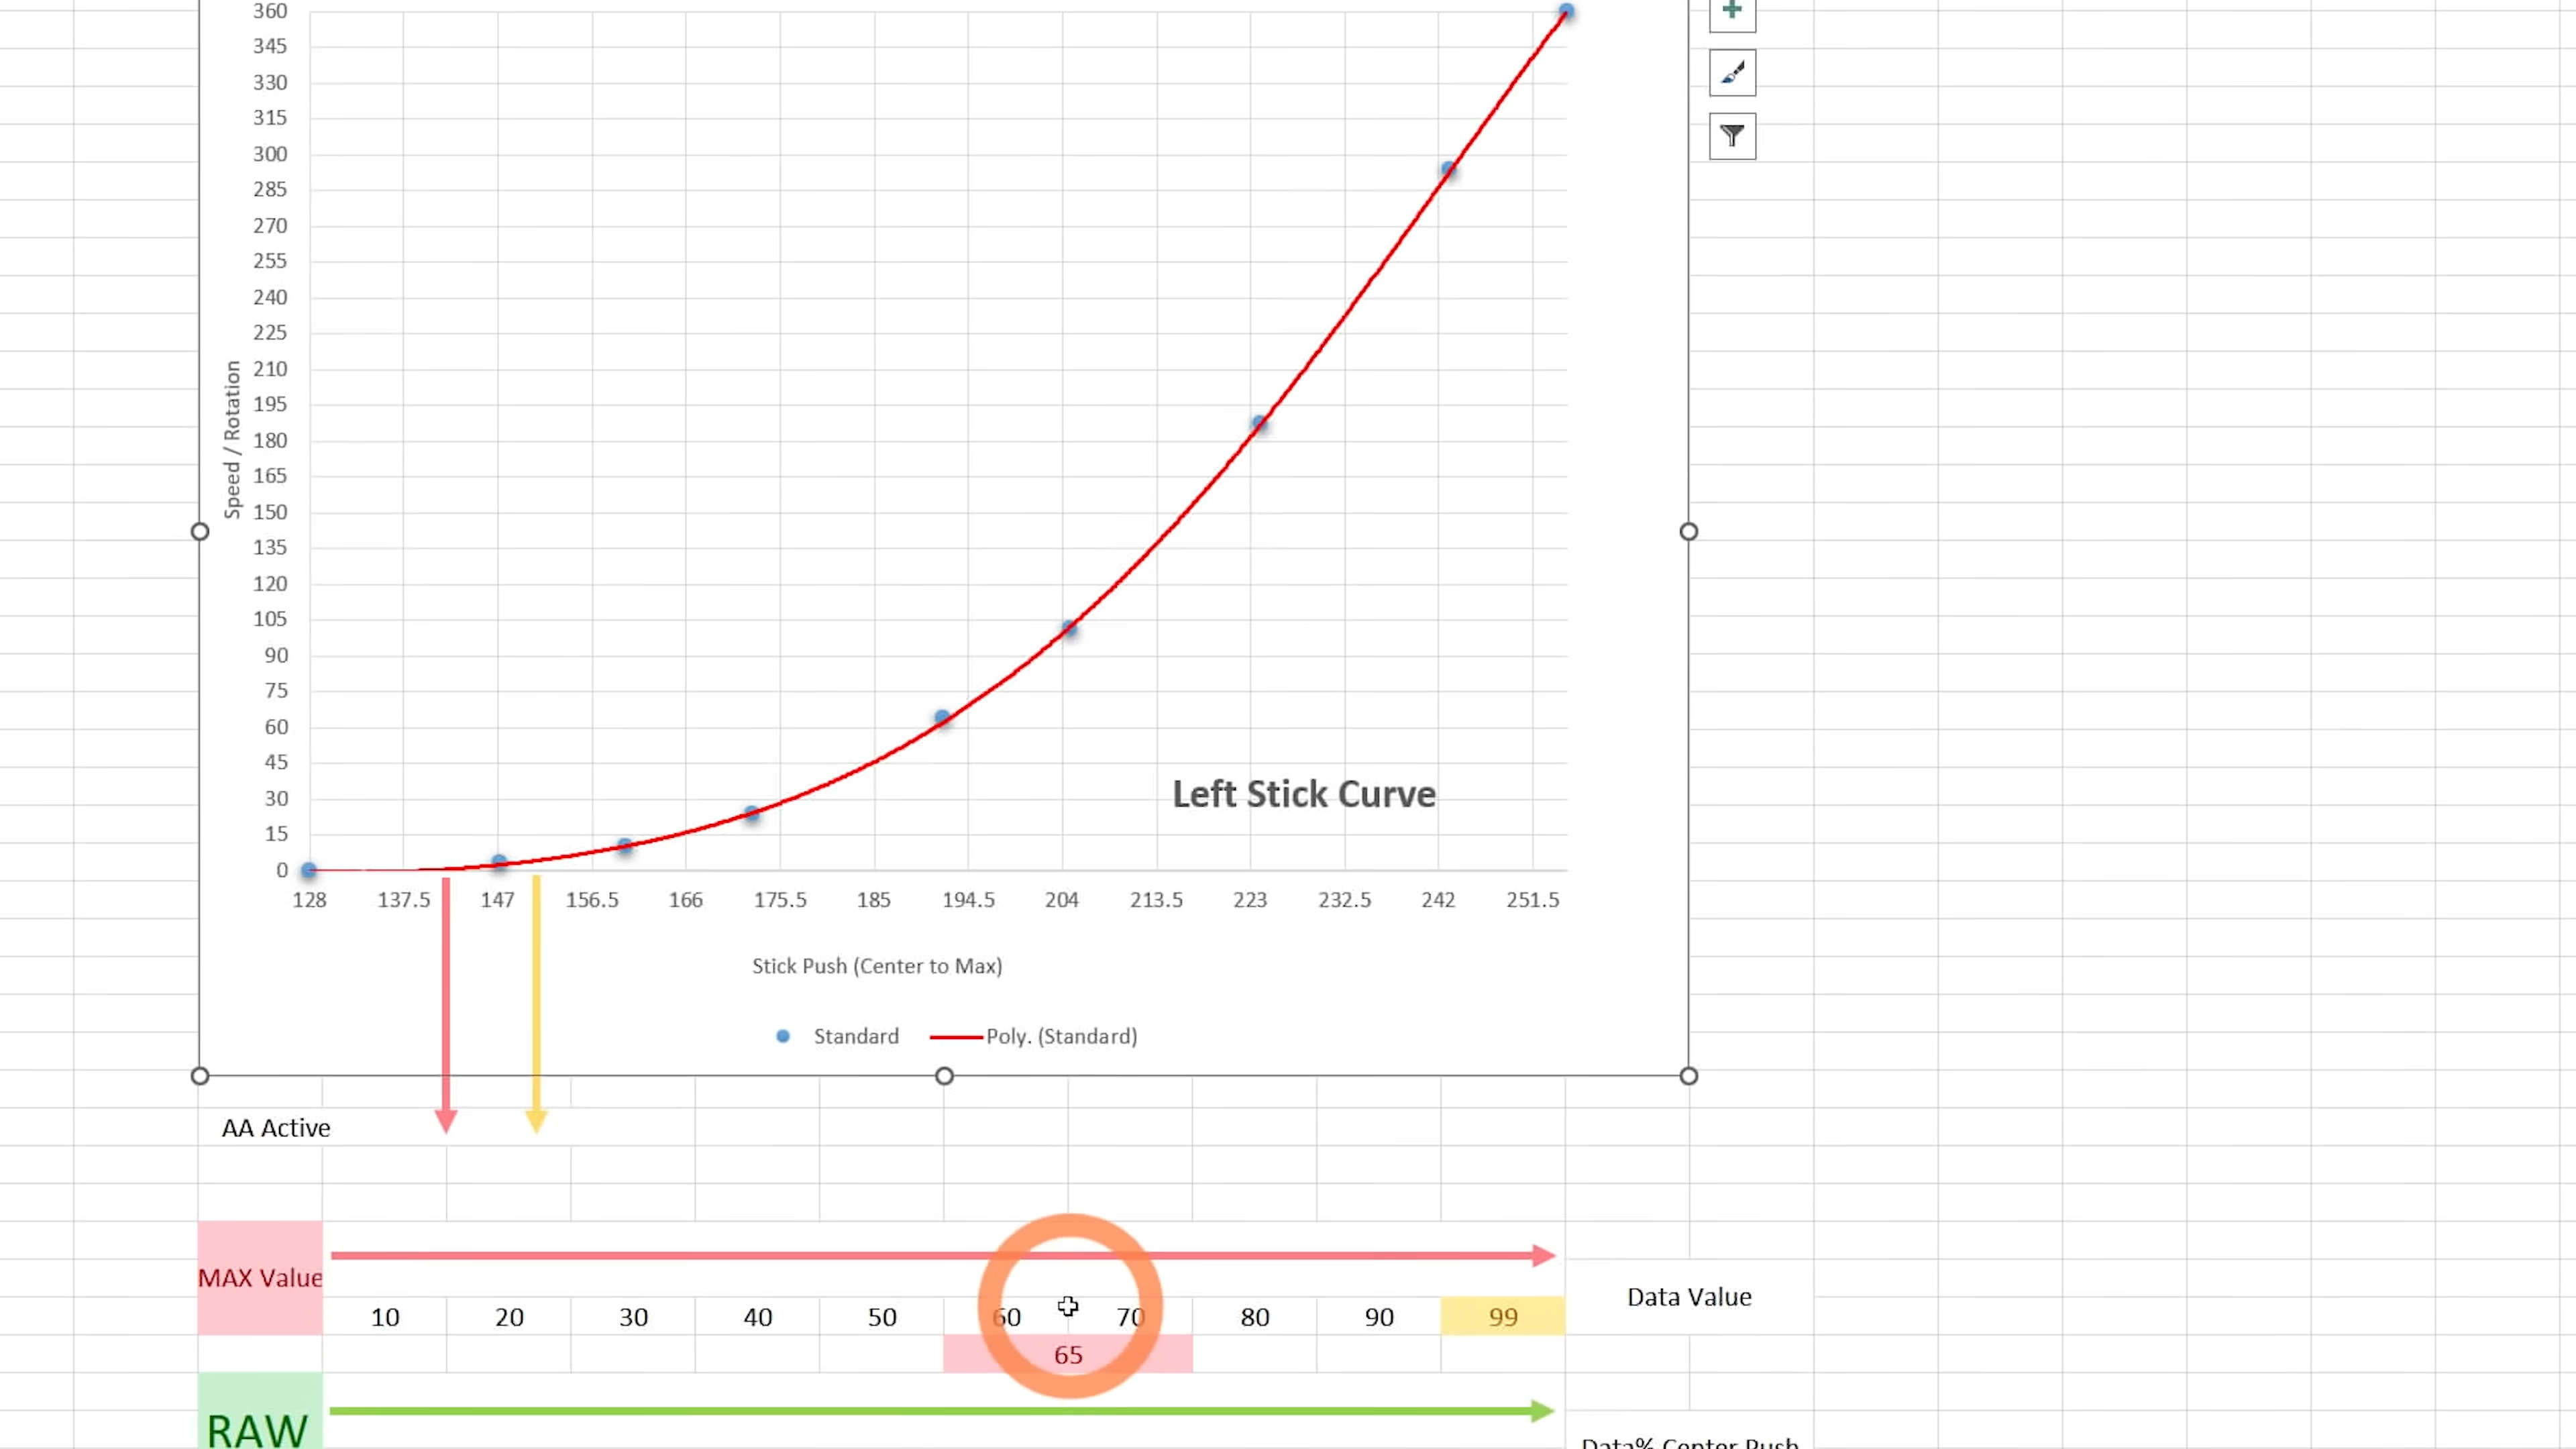 360
345
330
315
300
285
270
255
240
225
210
195
180
165
150
135
120
105
90
75
60
45
30
15
0
Speed / Rotation
Left Stick Curve
128 137.5 147 156.5 166 175.5 185 194.5 204 213.5 223 232.5 242 251.5
Stick Push (Center to Max)
Standard Poly. (Standard)
AA Active
MAX Value
Data Value
10 20 30 40 50 60 70 80 90 99
65
RAW
Data% Center Push